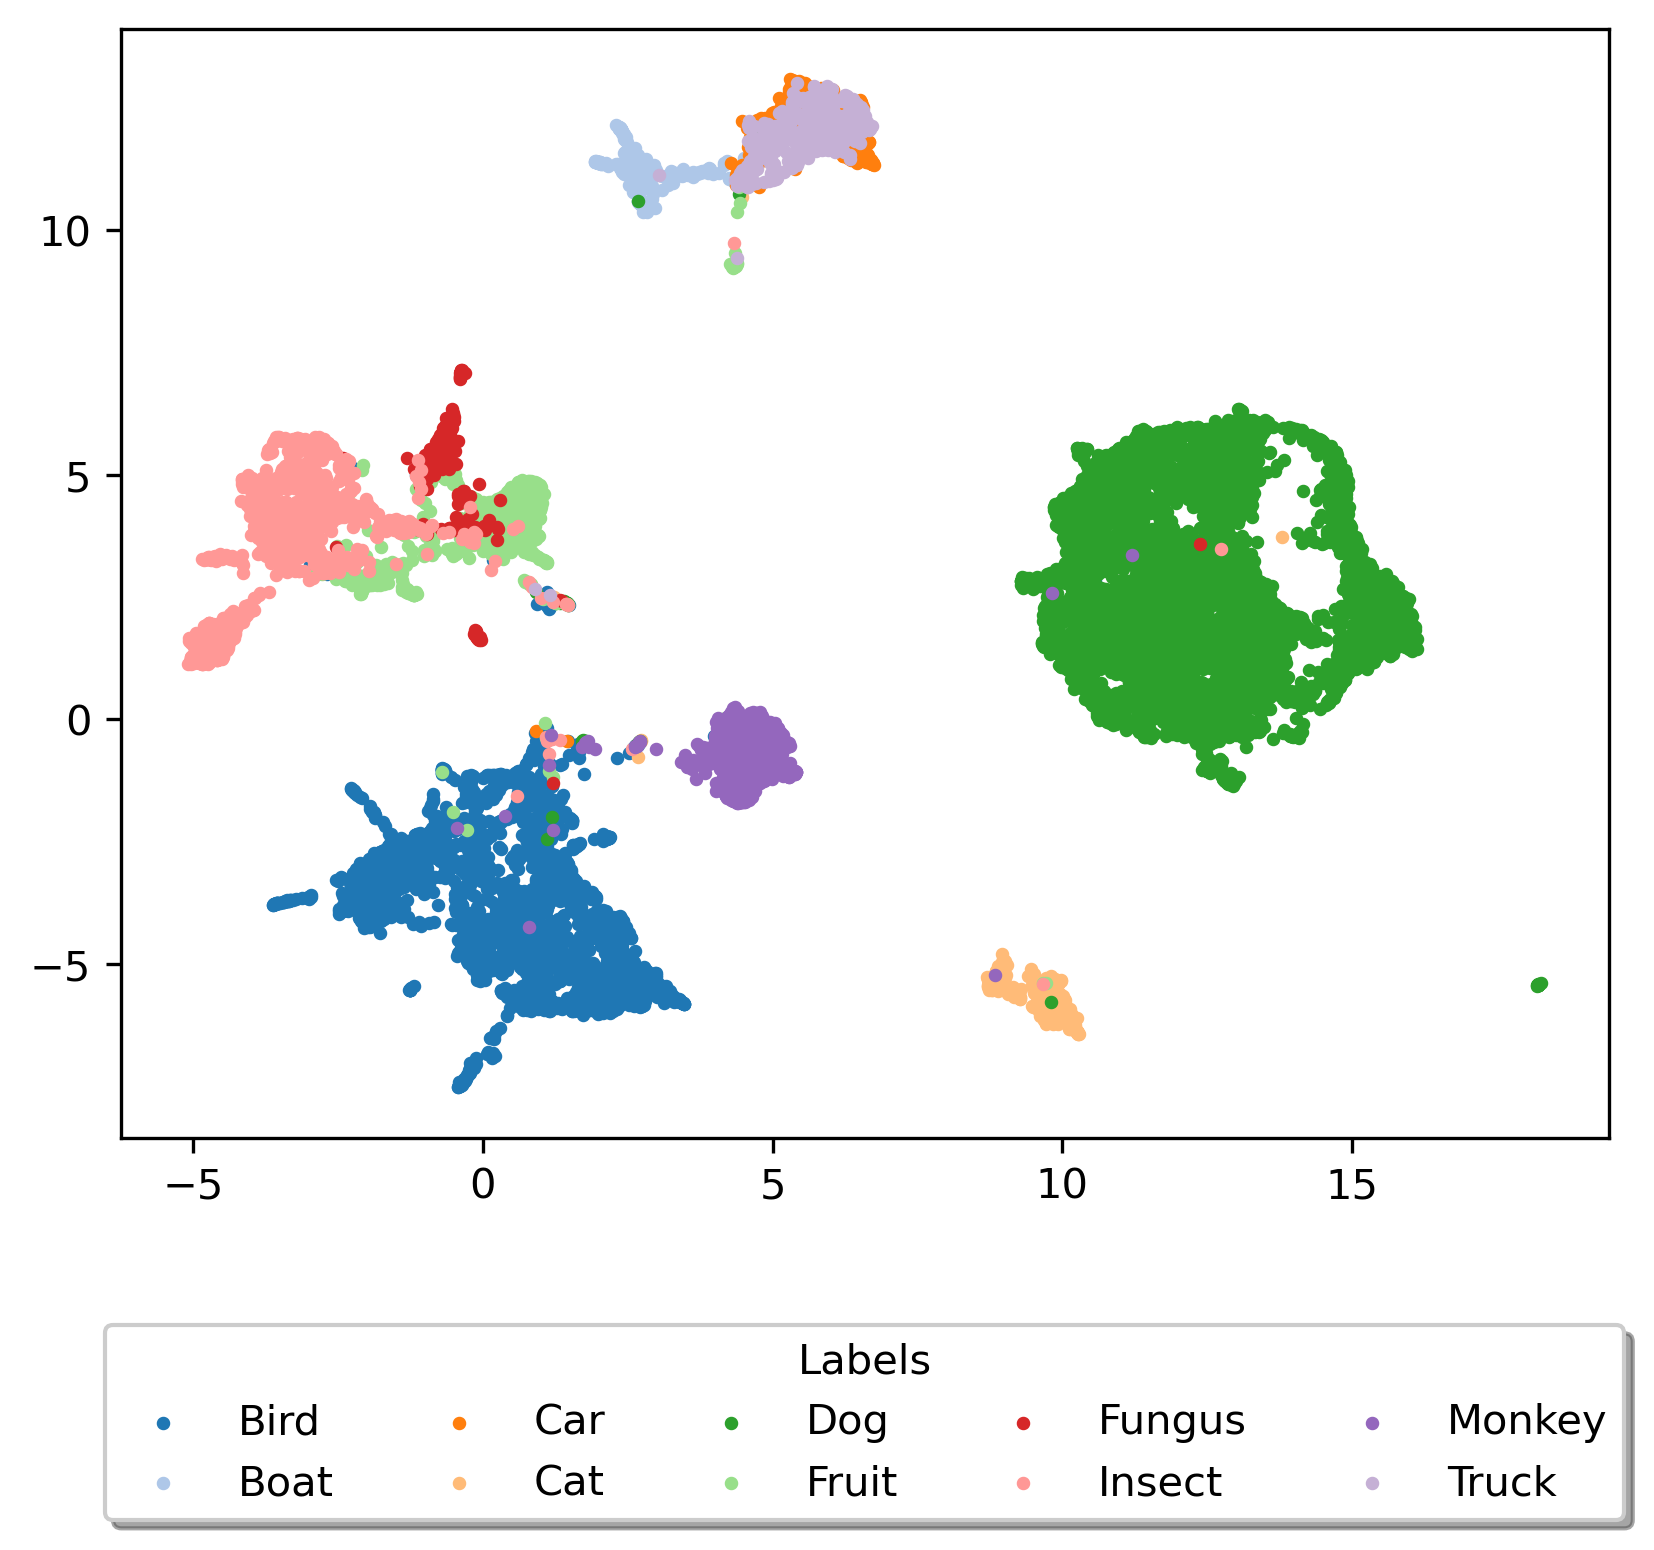 10
5
0
−5
−5 0 5 10 15
Labels
Bird Car Dog Fungus Monkey
Boat Cat Fruit Insect Truck